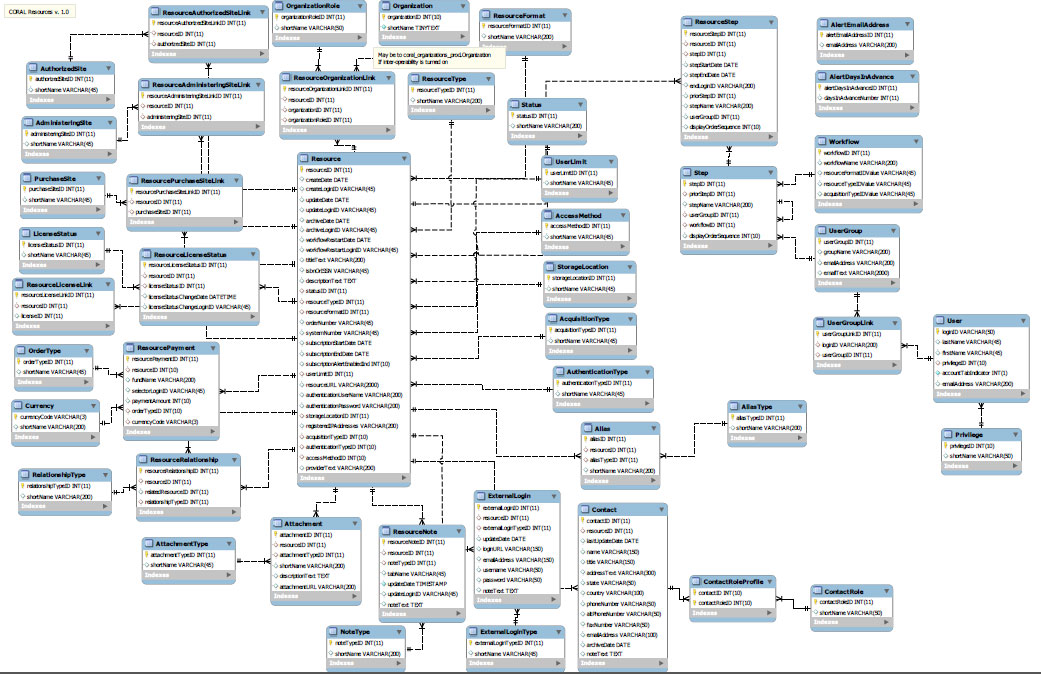 CORAL Resources v. 1.0
ResourceAuthorizedSiteLink
resourceAuthorizedSiteLinkID INT(11)
resourceID INT(11)
authorizedSiteID INT(11)
Indexes
OrganizationRole
organizationRoleID INT(11)
shortName VARCHAR(50)
Indexes
Organization
organizationID INT(10)
shortName TINYTEXT
Indexes
ResourceFormat
resourceFormatID INT(11)
shortName VARCHAR(200)
Indexes
May be to coral_organizations_prod.Organization
if inter-operability is turned on
ResourceStep
resourceStepID INT(11)
resourceID INT(11)
stepID INT(11)
stepStartDate DATE
stepEndDate DATE
endLoginID VARCHAR(200)
priorStepID INT(11)
stepName VARCHAR(200)
userGroupID INT(11)
displayOrderSequence INT(10)
Indexes
AlertEmailAddress
alertEmailAddressID INT(11)
emailAddress VARCHAR(200)
Indexes
AlertDaysInAdvance
alertDaysInAdvanceID INT(11)
daysInAdvanceNumber INT(11)
Indexes
AuthorizedSite
authorizedSiteID INT(11)
shortName VARCHAR(45)
Indexes
ResourceAdministeringSiteLink
resourceAdministeringSiteLinkID INT(11)
resourceID INT(11)
administeringSiteID INT(11)
Indexes
ResourceOrganizationLink
resourceOrganizationLinkID INT(11)
resourceID INT(11)
organizationID INT(11)
organizationRoleID INT(11)
Indexes
ResourceType
resourceTypeID INT(11)
shortName VARCHAR(200)
Indexes
Status
statusID INT(11)
shortName VARCHAR(200)
Indexes
AdministeringSite
administeringSiteID INT(11)
shortName VARCHAR(45)
Indexes
Workflow
workflowID INT(11)
workflowName VARCHAR(200)
resourceFormatIDValue VARCHAR(45)
resourceTypeIDValue VARCHAR(45)
acquisitionTypeIDValue VARCHAR(45)
Indexes
Resource
resourceID INT(11)
createDate DATE
createLoginID VARCHAR(45)
updateDate DATE
updateLoginID VARCHAR(45)
archiveDate DATE
archiveLoginID VARCHAR(45)
workflowRestartDate DATE
workflowRestartLoginID VARCHAR(45)
titleText VARCHAR(200)
isbnOrISSN VARCHAR(45)
descriptionText TEXT
statusID INT(11)
resourceTypeID INT(11)
resourceFormatID INT(11)
orderNumber VARCHAR(45)
systemNumber VARCHAR(45)
subscriptionStartDate DATE
subscriptionEndDate DATE
subscriptionAlertEnabledInd INT(10)
userLimitID INT(11)
resourceURL VARCHAR(2000)
authenticationUserName VARCHAR(200)
authenticationPassword VARCHAR(200)
storageLocationID INT(11)
registeredIPAddresses VARCHAR(200)
acquisitionTypeID INT(10)
authenticationTypeID INT(10)
accessMethodID INT(10)
providerText VARCHAR(200)
Indexes
UserLimit
userLimitID INT(11)
shortName VARCHAR(45)
Indexes
Step
stepID INT(11)
priorStepID INT(11)
stepName VARCHAR(200)
userGroupID INT(11)
workflowID INT(11)
displayOrderSequence INT(10)
Indexes
PurchaseSite
purchaseSiteID INT(11)
shortName VARCHAR(45)
Indexes
ResourcePurchaseSiteLink
resourcePurchaseSiteLinkID INT(11)
resourceID INT(11)
purchaseSiteID INT(11)
Indexes
AccessMethod
accessMethodID INT(11)
shortName VARCHAR(45)
Indexes
UserGroup
userGroupID INT(11)
groupName VARCHAR(200)
emailAddress VARCHAR(200)
emailText VARCHAR(2000)
Indexes
LicenseStatus
licenseStatusID INT(11)
shortName VARCHAR(45)
Indexes
ResourceLicenseStatus
resourceLicenseStatusID INT(11)
resourceID INT(11)
licenseStatusID INT(11)
licenseStatusChangeDate DATETIME
licenseStatusChangeLoginID VARCHAR(45)
Indexes
StorageLocation
storageLocationID INT(11)
shortName VARCHAR(45)
Indexes
ResourceLicenseLink
resourceLicenseLinkID INT(11)
resourceID INT(11)
licenseID INT(11)
Indexes
AcquisitionType
acquisitionTypeID INT(11)
shortName VARCHAR(45)
Indexes
UserGroupLink
userGroupLinkID INT(11)
loginID VARCHAR(200)
userGroupID INT(11)
Indexes
User
loginID VARCHAR(50)
lastName VARCHAR(45)
firstName VARCHAR(45)
privilegeID INT(10)
accountTabIndicator INT(1)
emailAddress VARCHAR(200)
Indexes
OrderType
orderTypeID INT(11)
shortName VARCHAR(45)
Indexes
ResourcePayment
resourcePaymentID INT(11)
resourceID INT(10)
fundName VARCHAR(200)
selectorLoginID VARCHAR(45)
paymentAmount INT(10)
orderTypeID INT(10)
currencyCode VARCHAR(3)
Indexes
AuthenticationType
authenticationTypeID INT(11)
shortName VARCHAR(45)
Indexes
Currency
currencyCode VARCHAR(3)
shortName VARCHAR(200)
Indexes
AliasType
aliasTypeID INT(11)
shortName VARCHAR(200)
Indexes
Alias
aliasID INT(11)
resourceID INT(11)
aliasTypeID INT(11)
shortName VARCHAR(200)
Indexes
Privilege
privilegeID INT(10)
shortName VARCHAR(50)
Indexes
RelationshipType
relationshipTypeID INT(11)
shortName VARCHAR(200)
Indexes
ResourceRelationship
resourceRelationshipID INT(11)
resourceID INT(11)
relatedResourceID INT(11)
relationshipTypeID INT(11)
Indexes
ExternalLogin
externalLoginID INT(11)
resourceID INT(11)
externalLoginTypeID INT(11)
updateDate DATE
loginURL VARCHAR(150)
emailAddress VARCHAR(150)
username VARCHAR(50)
password VARCHAR(50)
noteText TEXT
Indexes
Contact
contactID INT(11)
resourceID INT(11)
lastUpdateDate DATE
name VARCHAR(150)
title VARCHAR(150)
addressText VARCHAR(300)
state VARCHAR(50)
country VARCHAR(100)
phoneNumber VARCHAR(50)
altPhoneNumber VARCHAR(50)
faxNumber VARCHAR(50)
emailAddress VARCHAR(100)
archiveDate DATE
noteText TEXT
Indexes
AttachmentType
attachmentTypeID INT(11)
shortName VARCHAR(45)
Indexes
Attachment
attachmentID INT(11)
resourceID INT(11)
attachmentTypeID INT(11)
shortName VARCHAR(200)
descriptionText TEXT
attachmentURL VARCHAR(200)
Indexes
ResourceNote
resourceNoteID INT(11)
resourceID INT(11)
noteTypeID INT(11)
tabName VARCHAR(45)
updateDate TIMESTAMP
updateLoginID VARCHAR(45)
noteText TEXT
Indexes
ContactRoleProfile
contactID INT(10)
contactRoleID INT(10)
Indexes
ContactRole
contactRoleID INT(11)
shortName VARCHAR(50)
Indexes
NoteType
noteTypeID INT(11)
shortName VARCHAR(200)
Indexes
ExternalLoginType
externalLoginTypeID INT(11)
shortName VARCHAR(45)
Indexes